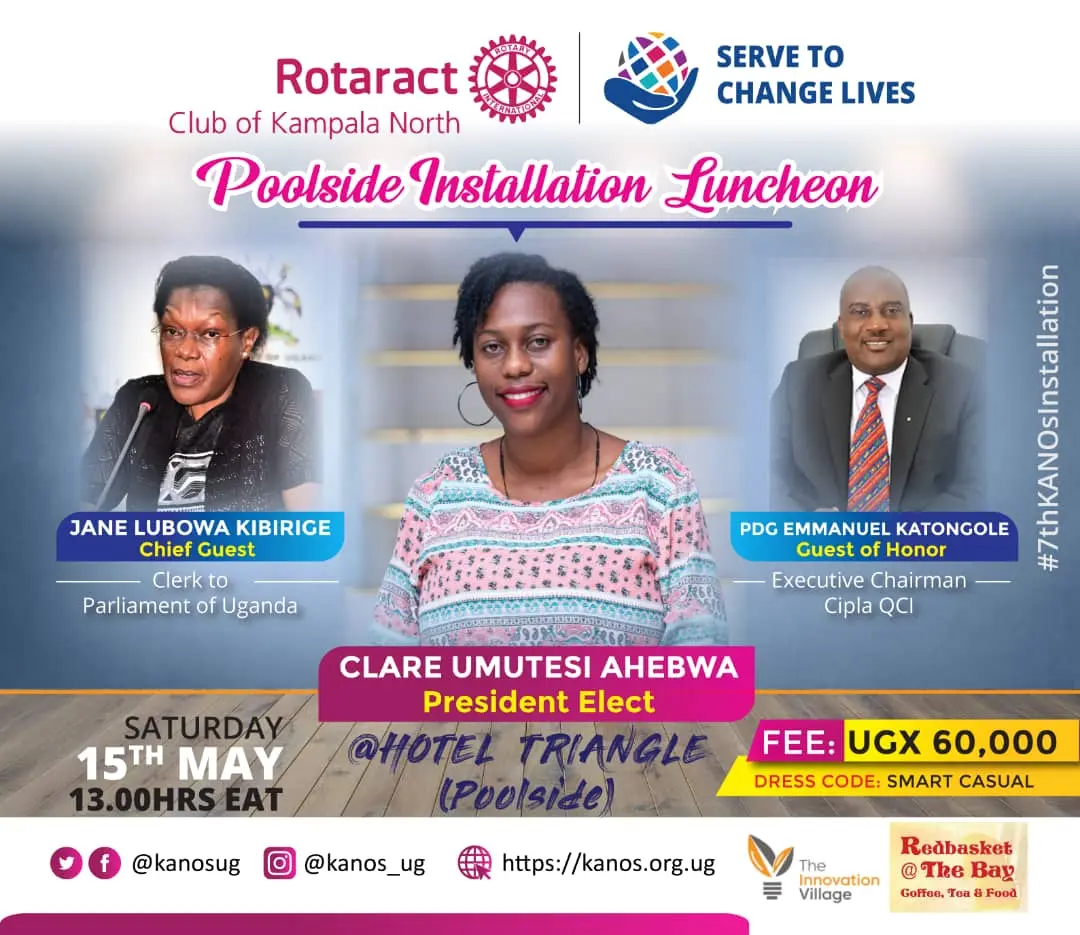 Rotaract
Club of Kampala North
ROTARY
INTERNATIONAL
SERVE TO
CHANGE LIVES
Poolside Installation Luncheon
#7thKANOsInstallation
JANE LUBOWA KIBIRIGE
Chief Guest
Clerk to
Parliament of Uganda
PDG EMMANUEL KATONGOLE
Guest of Honor
Executive Chairman
Cipla QCI
CLARE UMUTESI AHEBWA
President Elect
SATURDAY
15TH MAY
13.00HRS EAT
@HOTEL TRIANGLE
(Poolside)
FEE: UGX 60,000
DRESS CODE: SMART CASUAL
@kanosug
@kanos_ug
https://kanos.org.ug
The
Innovation
Village
Redbasket
@ The Bay
Coffee, Tea & Food